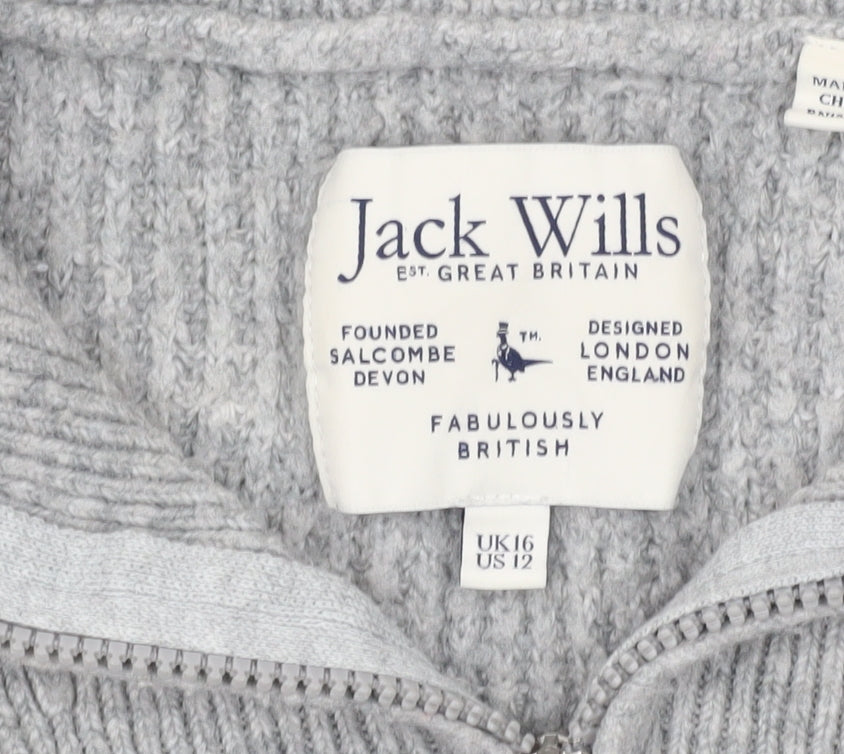 Jack Wills
EST. GREAT BRITAIN
FOUNDED
SALCOMBE
DEVON
TM.
DESIGNED
LONDON
ENGLAND
FABULOUSLY
BRITISH
UK16
US 12